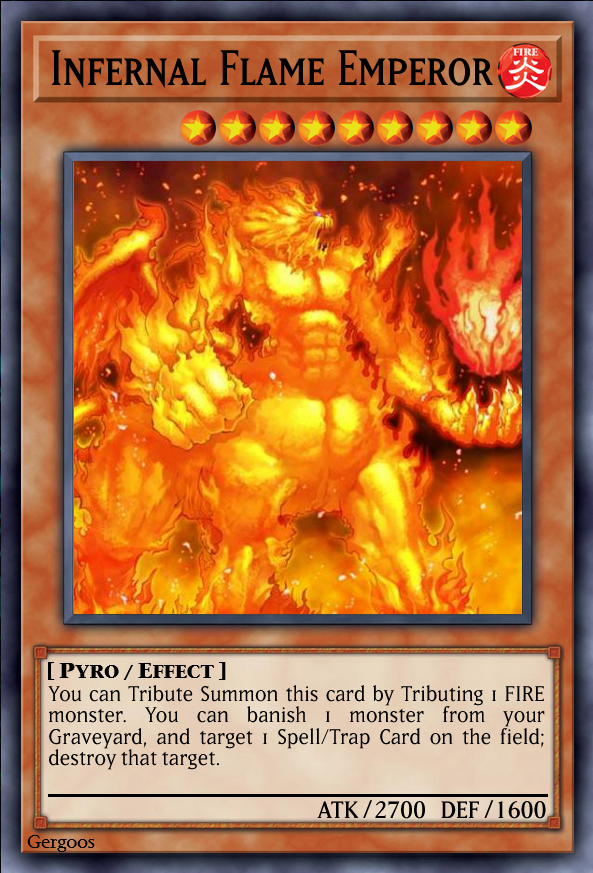 Infernal Flame Emperor
FIRE
炎
[ Pyro / Effect ]
You can Tribute Summon this card by Tributing 1 FIRE
monster. You can banish 1 monster from your
Graveyard, and target 1 Spell/Trap Card on the field;
destroy that target.
ATK/2700 DEF/1600
Gergoos